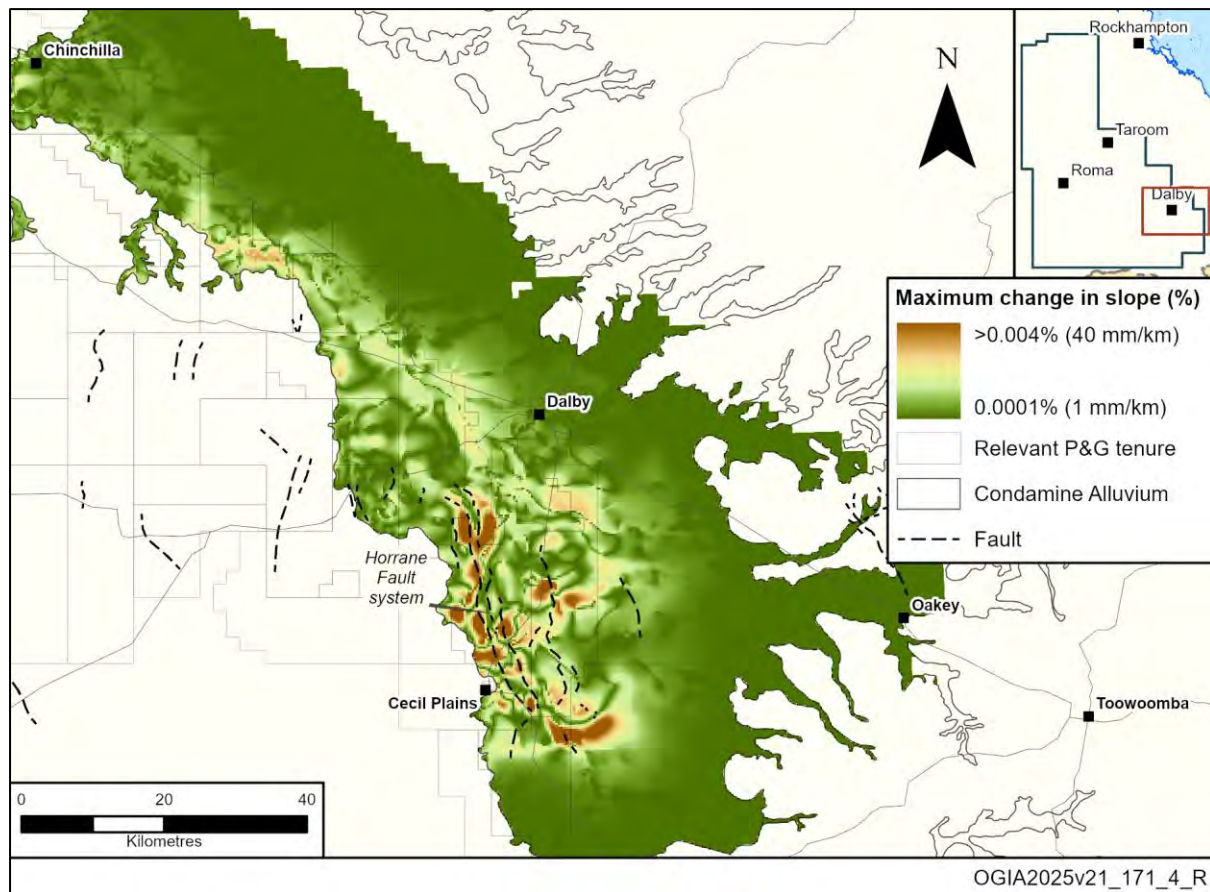 Chinchilla
Rockhampton
N
Taroom
Roma
Dalby
Maximum change in slope (%)
>0.004% (40 mm/km)
0.0001% (1 mm/km)
Relevant P&G tenure
Condamine Alluvium
Fault
Dalby
Horrane
Fault
system
Oakey
Cecil Plains
Toowoomba
0 20 40
Kilometres
OGIA2025v21_171_4_R